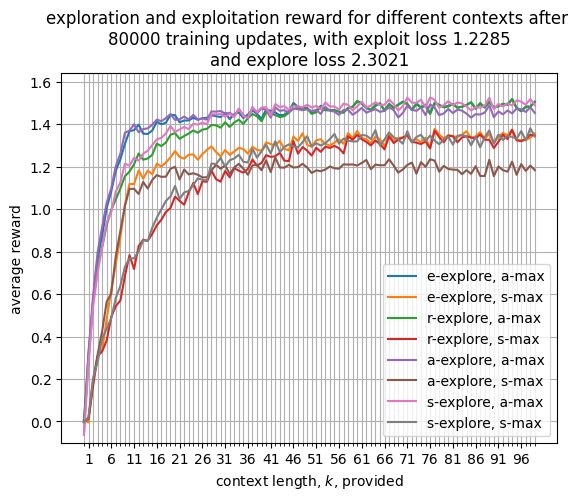 exploration and exploitation reward for different contexts after
80000 training updates, with exploit loss 1.2285
and explore loss 2.3021
1.6
1.4
1.2
1.0
0.8
0.6
0.4
0.2
0.0
average reward
e-explore, a-max
e-explore, s-max
r-explore, a-max
r-explore, s-max
a-explore, a-max
a-explore, s-max
s-explore, a-max
s-explore, s-max
1 6 11 16 21 26 31 36 41 46 51 56 61 66 71 76 81 86 91 96
context length, k, provided